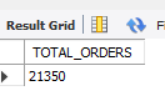 Result Grid
TOTAL_ORDERS
21350